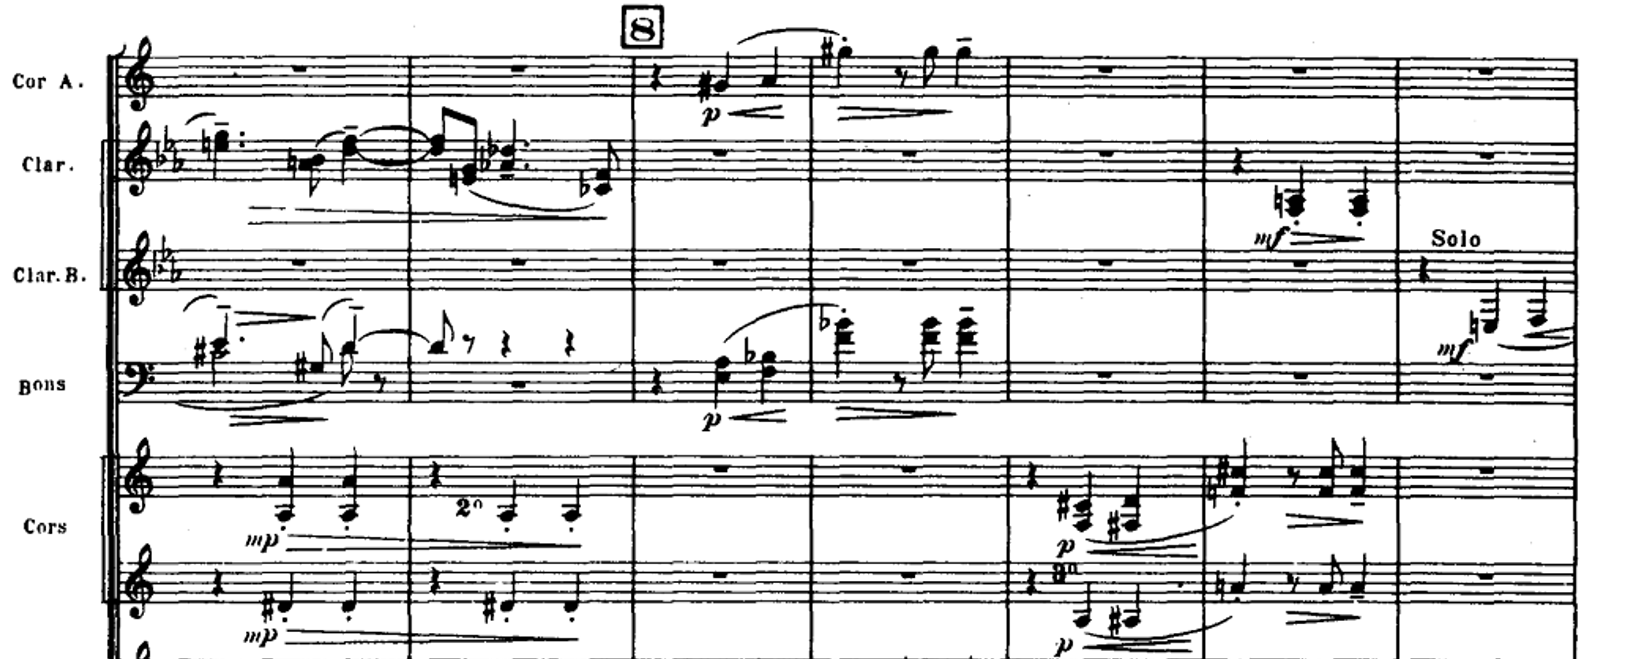 8
Cor A.
p
Clar.
mf
Solo
Clar. B.
mf
Bons
p
mp
2º
p
Cors
3º
mp
p